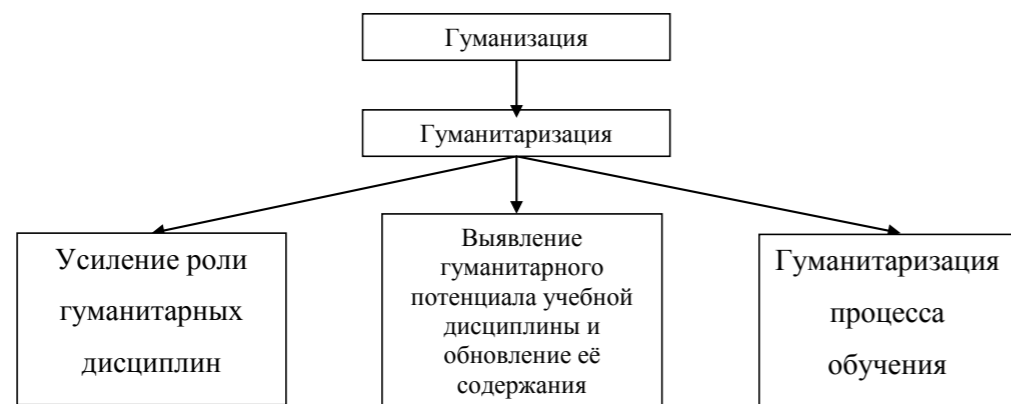 Гуманизация
Гуманитаризация
Усиление роли
гуманитарных
дисциплин
Выявление
гуманитарного
потенциала учебной
дисциплины и
обновление её
содержания
Гуманитаризация
процесса
обучения